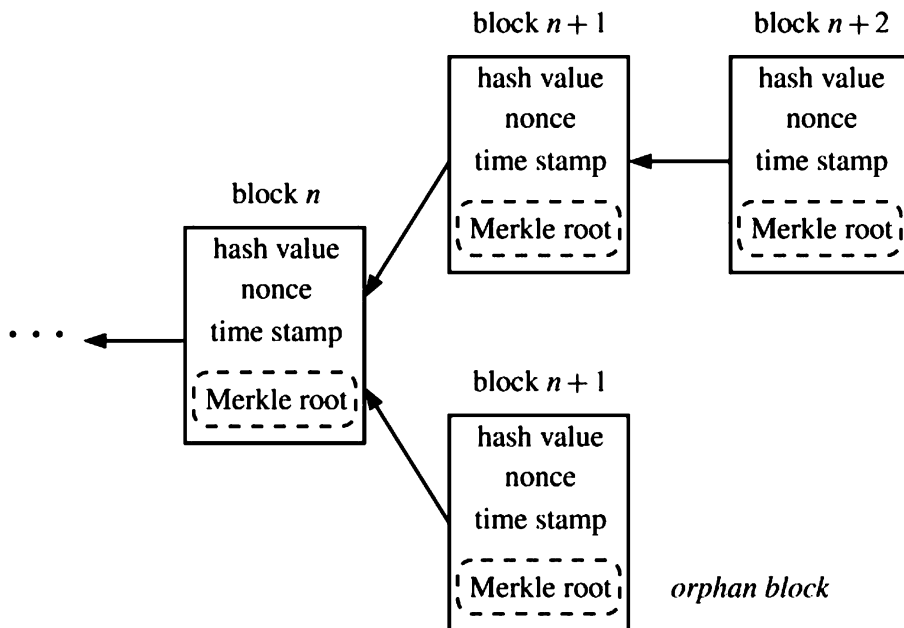 block n + 1
hash value
nonce
time stamp
Merkle root
block n + 2
hash value
nonce
time stamp
Merkle root
block n
hash value
nonce
time stamp
Merkle root
. . .
block n + 1
hash value
nonce
time stamp
Merkle root
orphan block